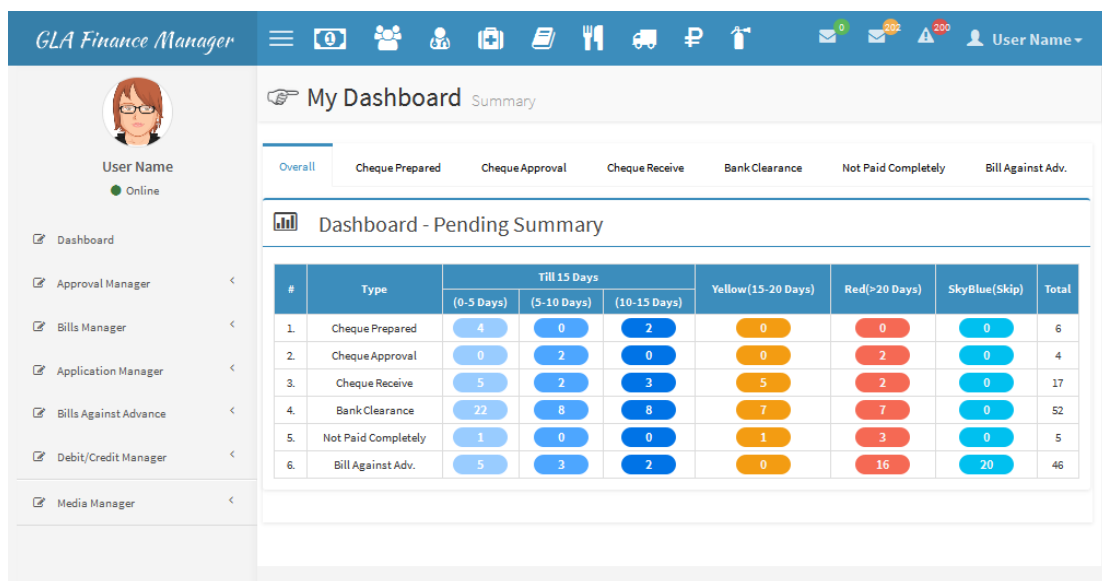 GLA Finance Manager 0 202 200 User Name
User Name
Online
Dashboard
Approval Manager
Bills Manager
Application Manager
Bills Against Advance
Debit/Credit Manager
Media Manager
My Dashboard Summary
Overall Cheque Prepared Cheque Approval Cheque Receive Bank Clearance Not Paid Completely Bill Against Adv.
Dashboard - Pending Summary
# Type Till 15 Days Yellow(15-20 Days) Red(>20 Days) SkyBlue(Skip) Total
(0-5 Days) (5-10 Days) (10-15 Days)
1. Cheque Prepared 4 0 2 0 0 0 6
2. Cheque Approval 0 2 0 0 2 0 4
3. Cheque Receive 5 2 3 5 2 0 17
4. Bank Clearance 22 8 8 7 7 0 52
5. Not Paid Completely 1 0 0 1 3 0 5
6. Bill Against Adv. 5 3 2 0 16 20 46